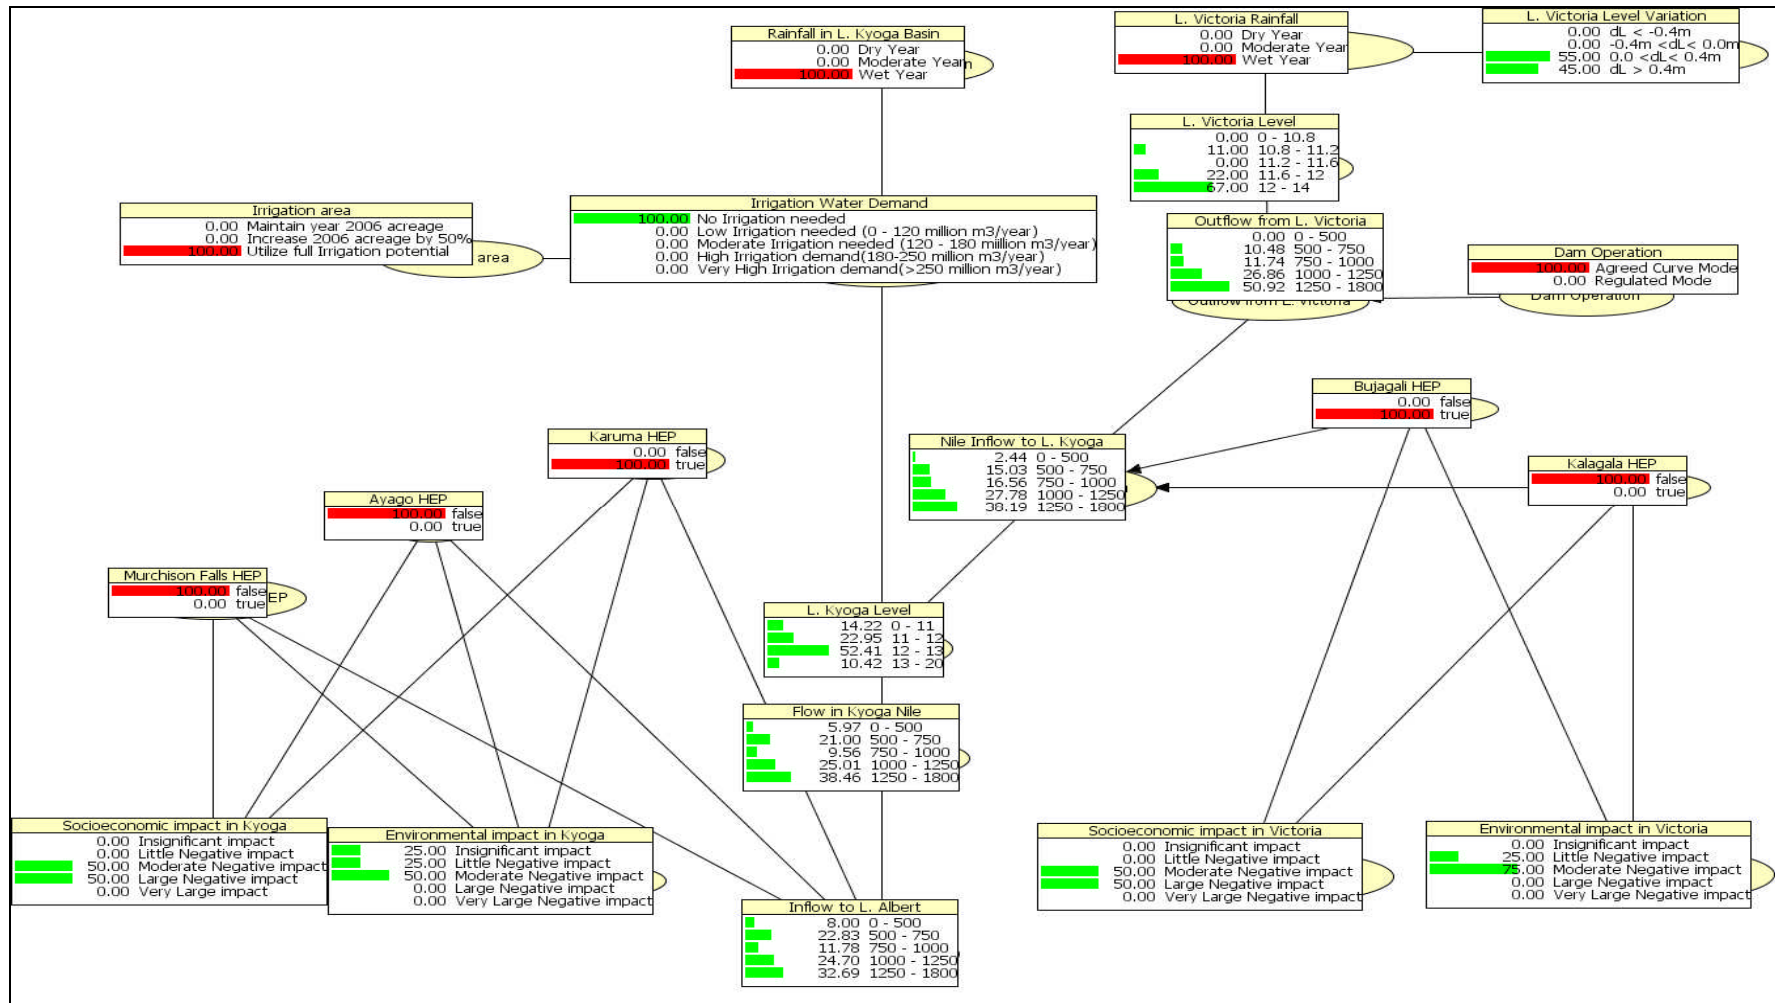 Rainfall in L. Kyoga Basin
0.00 Dry Year
0.00 Moderate Year
100.00 Wet Year
L. Victoria Rainfall
0.00 Dry Year
0.00 Moderate Year
100.00 Wet Year
L. Victoria Level Variation
0.00 dL < -0.4m
0.00 -0.4m <dL< 0.0m
55.00 0.0 <dL< 0.4m
45.00 dL > 0.4m
L. Victoria Level
0.00 0 - 10.8
11.00 10.8 - 11.2
0.00 11.2 - 11.6
22.00 11.6 - 12
67.00 12 - 14
Irrigation area
0.00 Maintain year 2006 acreage
0.00 Increase 2006 acreage by 50%
100.00 Utilize full Irrigation potential
area
Irrigation Water Demand
100.00 No Irrigation needed
0.00 Low Irrigation needed (0 - 120 million m3/year)
0.00 Moderate Irrigation needed (120 - 180 miillion m3/year)
0.00 High Irrigation demand(180-250 million m3/year)
0.00 Very High Irrigation demand(>250 million m3/year)
Outflow from L. Victoria
0.00 0 - 500
10.48 500 - 750
11.74 750 - 1000
26.86 1000 - 1250
50.92 1250 - 1800
Outflow from L. Victoria
Dam Operation
100.00 Agreed Curve Mode
0.00 Regulated Mode
Dam Operation
Bujagali HEP
0.00 false
100.00 true
Karuma HEP
0.00 false
100.00 true
Nile Inflow to L. Kyoga
2.44 0 - 500
15.03 500 - 750
16.56 750 - 1000
27.78 1000 - 1250
38.19 1250 - 1800
Kalagala HEP
100.00 false
0.00 true
Ayago HEP
100.00 false
0.00 true
Murchison Falls HEP
100.00 false
0.00 true
EP
L. Kyoga Level
14.22 0 - 11
22.95 11 - 12
52.41 12 - 13
10.42 13 - 20
Flow in Kyoga Nile
5.97 0 - 500
21.00 500 - 750
9.56 750 - 1000
25.01 1000 - 1250
38.46 1250 - 1800
Socioeconomic impact in Kyoga
0.00 Insignificant impact
0.00 Little Negative impact
50.00 Moderate Negative impact
50.00 Large Negative impact
0.00 Very Large impact
Environmental impact in Kyoga
25.00 Insignificant impact
25.00 Little Negative impact
50.00 Moderate Negative impact
0.00 Large Negative impact
0.00 Very Large Negative impact
Socioeconomic impact in Victoria
0.00 Insignificant impact
0.00 Little Negative impact
50.00 Moderate Negative impact
50.00 Large Negative impact
0.00 Very Large Negative impact
Environmental impact in Victoria
0.00 Insignificant impact
25.00 Little Negative impact
75.00 Moderate Negative impact
0.00 Large Negative impact
0.00 Very Large Negative impact
Inflow to L. Albert
8.00 0 - 500
22.83 500 - 750
11.78 750 - 1000
24.70 1000 - 1250
32.69 1250 - 1800